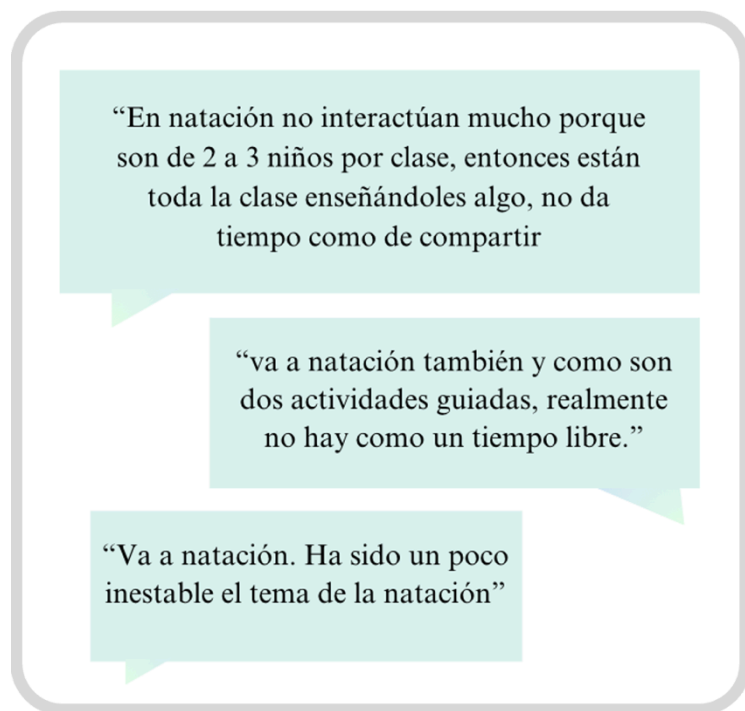 “En natación no interactúan mucho porque
son de 2 a 3 niños por clase, entonces están
toda la clase enseñándoles algo, no da
tiempo como de compartir
“va a natación también y como son
dos actividades guiadas, realmente
no hay como un tiempo libre.”
“Va a natación. Ha sido un poco
inestable el tema de la natación”